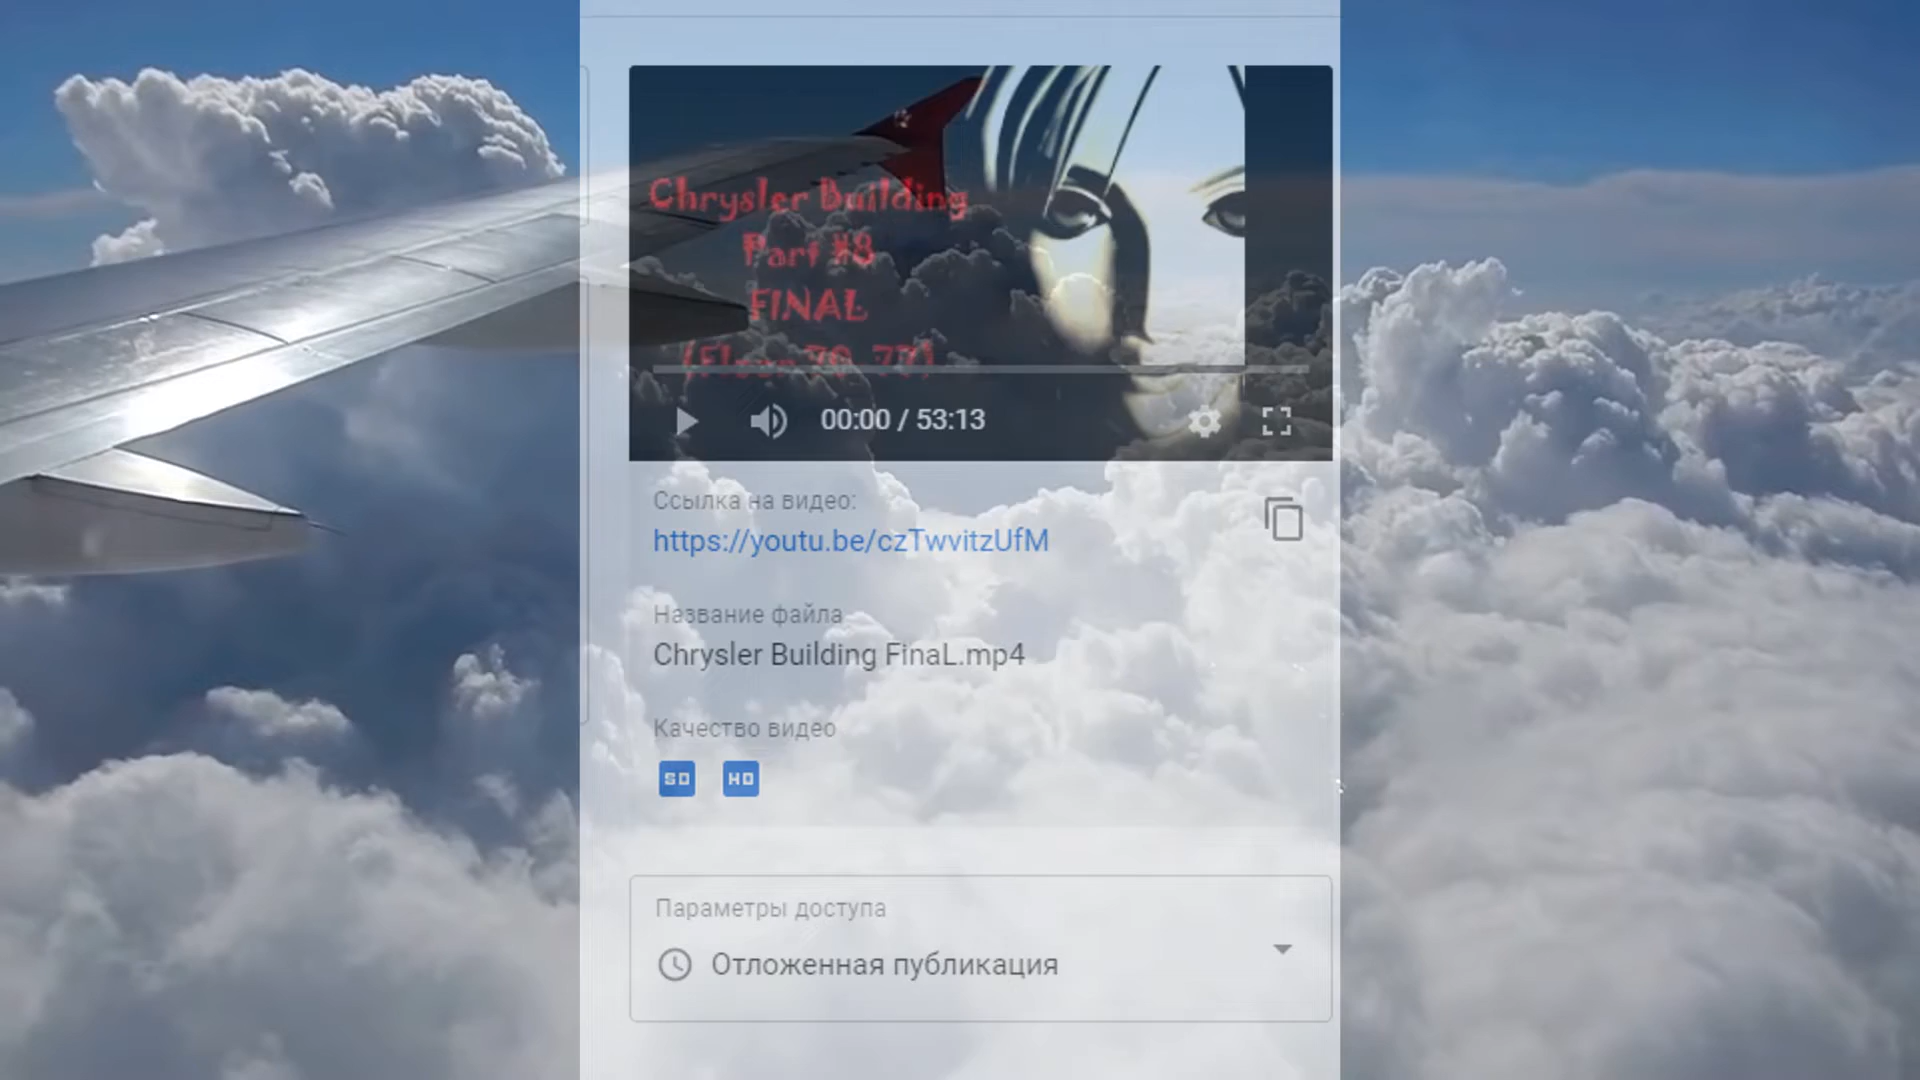 Chrysler Building
Part #8
FINAL
00:00 / 53:13
Ссылка на видео:
https://youtu.be/czTwvitzUfM
Название файла
Chrysler Building FinaL.mp4
Качество видео
SD HD
Параметры доступа
Отложенная публикация